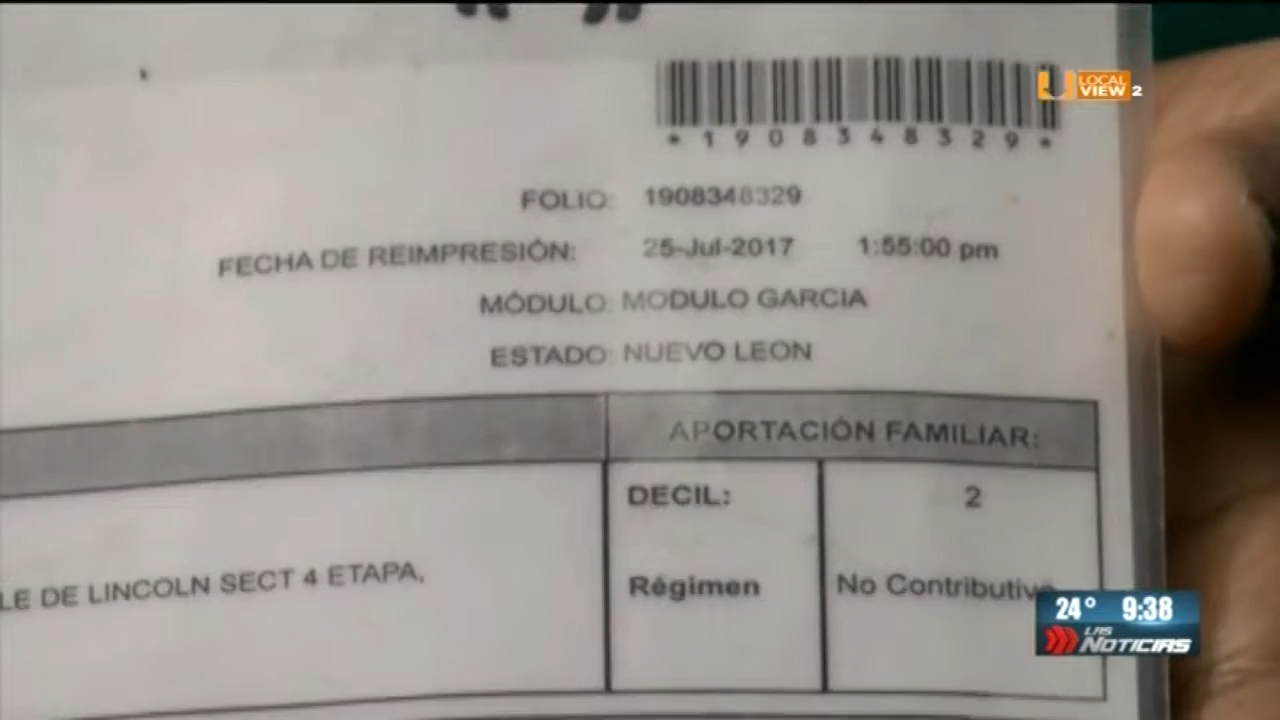 LOCAL
VIEW 2
*1908348329*
FOLIO: 1908348329
FECHA DE REIMPRESIÓN: 25-Jul-2017 1:55:00 pm
MÓDULO: MODULO GARCIA
ESTADO: NUEVO LEON
APORTACIÓN FAMILIAR:
DECIL: 2
LE DE LINCOLN SECT 4 ETAPA,
Régimen No Contributivo
24° 9:38
LAS
NOTICIAS